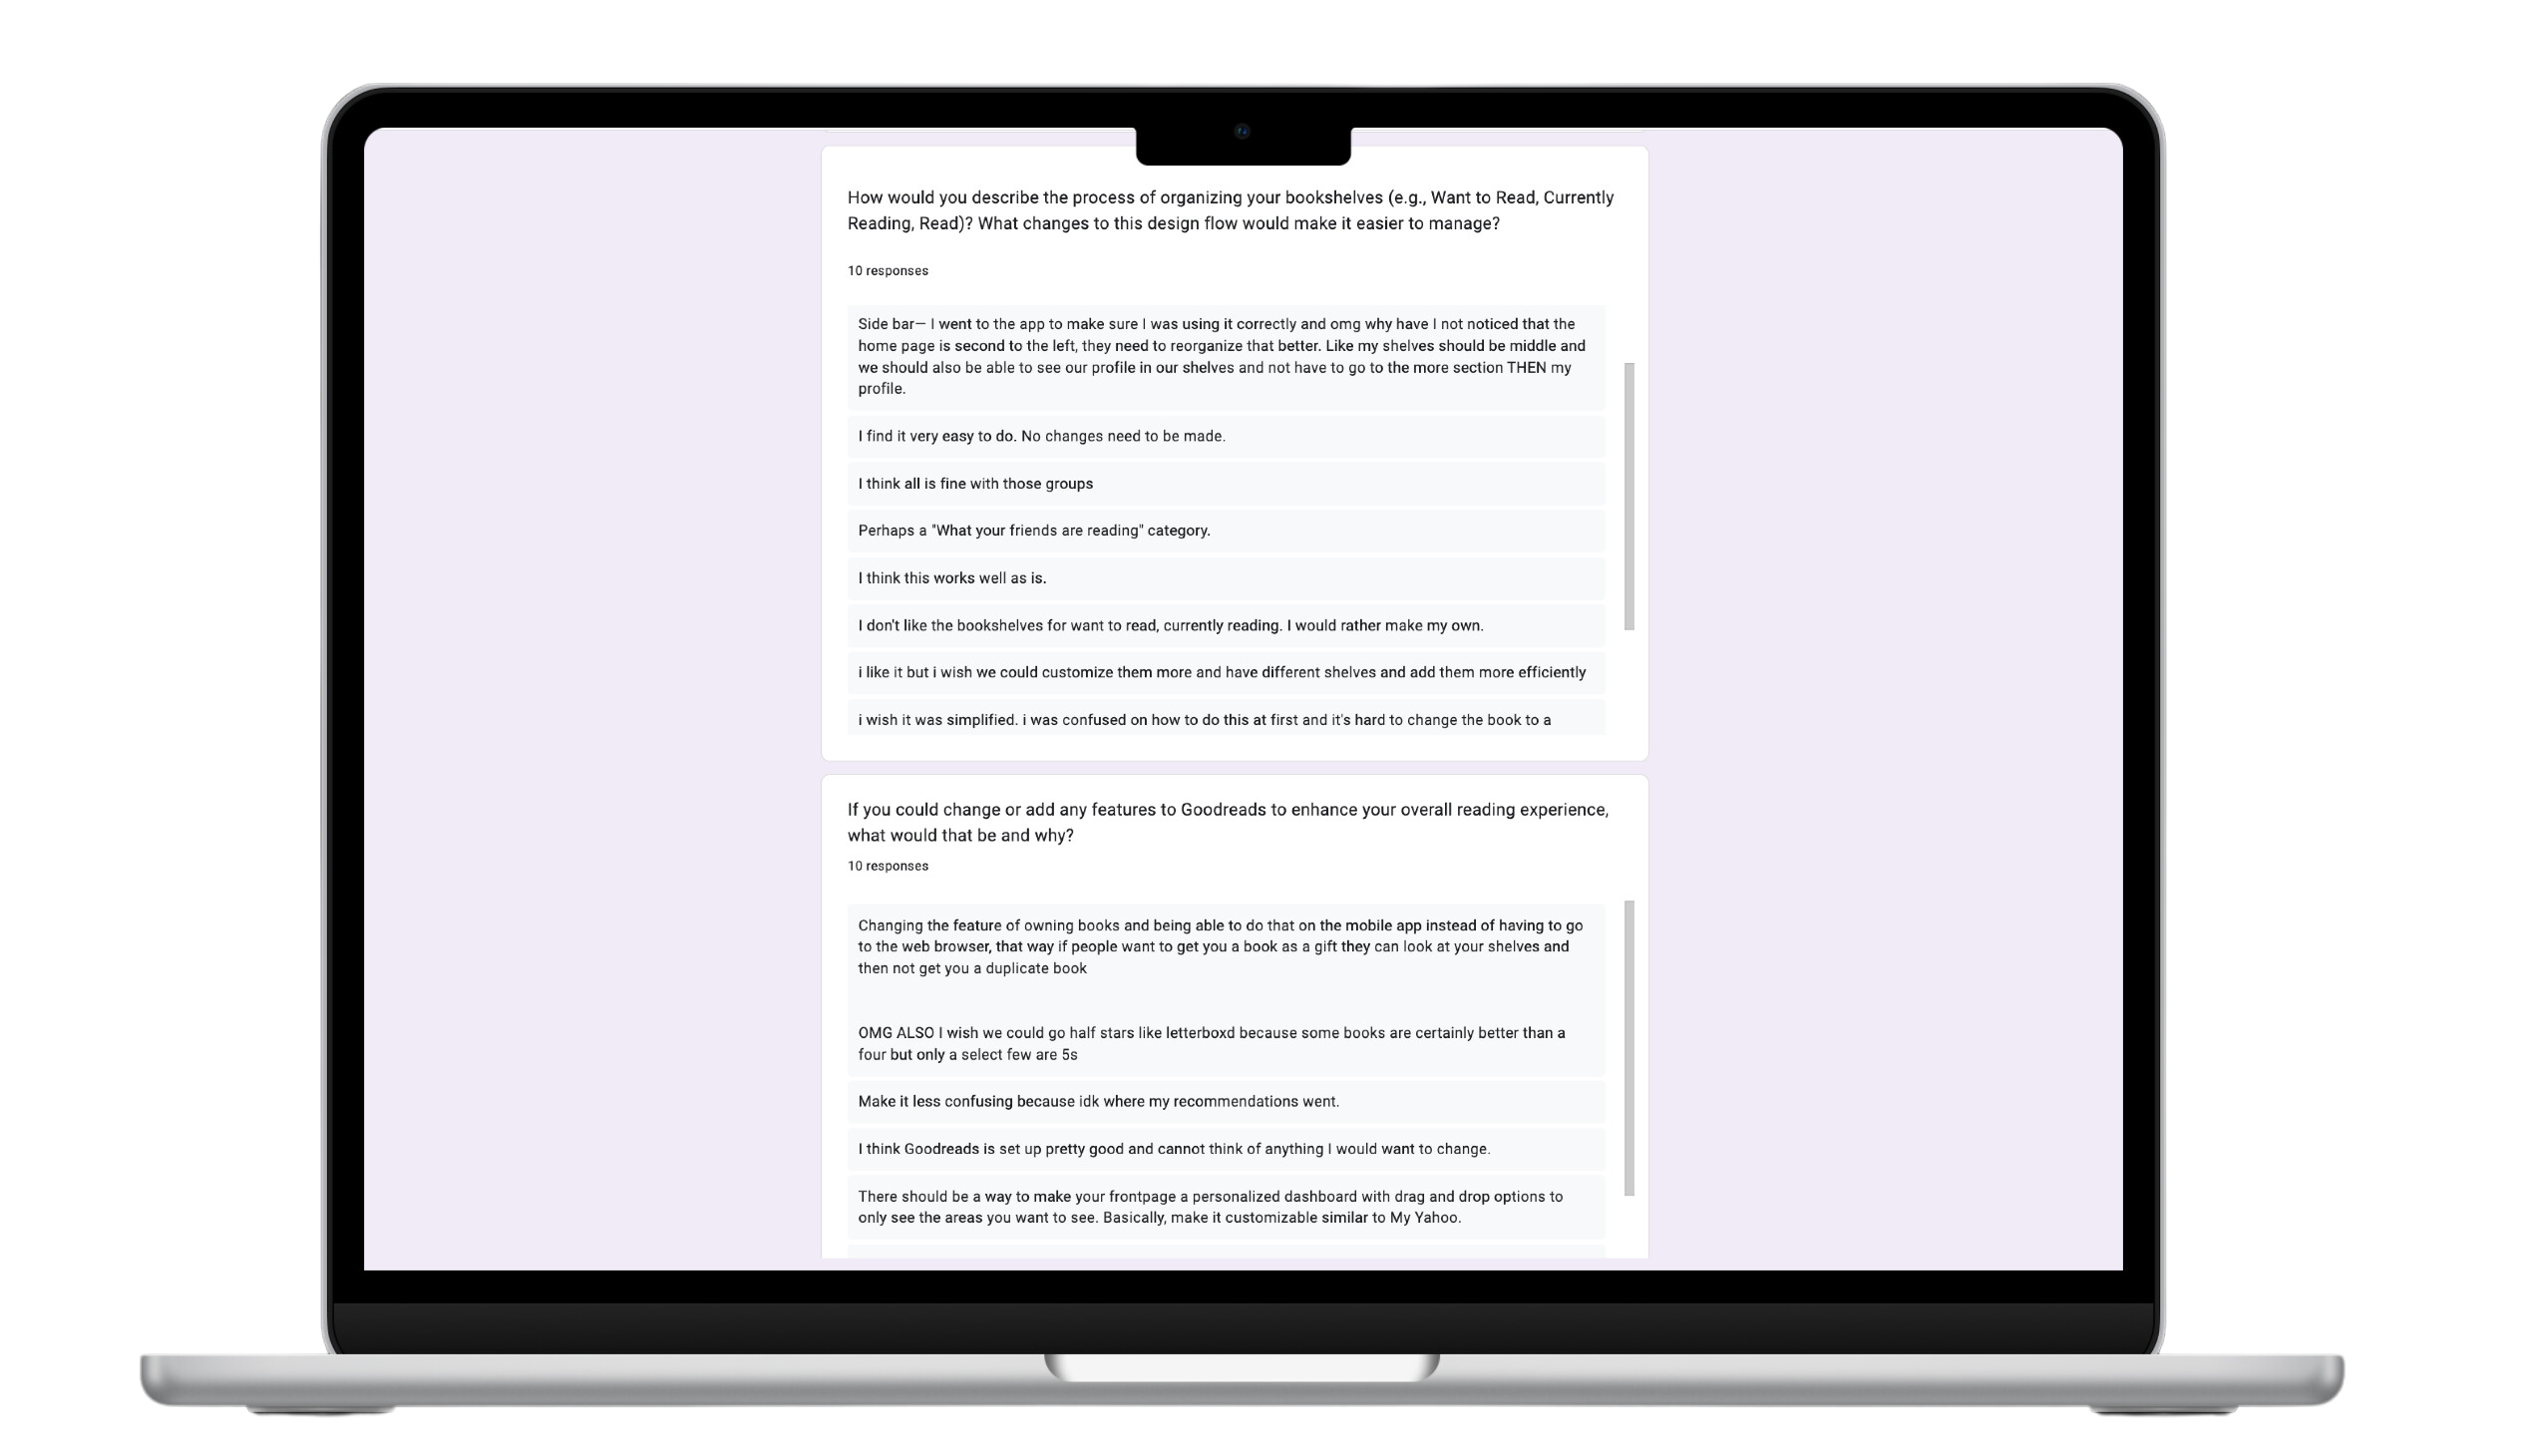 How would you describe the process of organizing your bookshelves (e.g., Want to Read, Currently
Reading, Read)? What changes to this design flow would make it easier to manage?
10 responses
Side bar— I went to the app to make sure I was using it correctly and omg why have I not noticed that the
home page is second to the left, they need to reorganize that better. Like my shelves should be middle and
we should also be able to see our profile in our shelves and not have to go to the more section THEN my
profile.
I find it very easy to do. No changes need to be made.
I think all is fine with those groups
Perhaps a "What your friends are reading" category.
I think this works well as is.
I don't like the bookshelves for want to read, currently reading. I would rather make my own.
i like it but i wish we could customize them more and have different shelves and add them more efficiently
i wish it was simplified. i was confused on how to do this at first and it's hard to change the book to a
If you could change or add any features to Goodreads to enhance your overall reading experience,
what would that be and why?
10 responses
Changing the feature of owning books and being able to do that on the mobile app instead of having to go
to the web browser, that way if people want to get you a book as a gift they can look at your shelves and
then not get you a duplicate book
OMG ALSO I wish we could go half stars like letterboxd because some books are certainly better than a
four but only a select few are 5s
Make it less confusing because idk where my recommendations went.
I think Goodreads is set up pretty good and cannot think of anything I would want to change.
There should be a way to make your frontpage a personalized dashboard with drag and drop options to
only see the areas you want to see. Basically, make it customizable similar to My Yahoo.